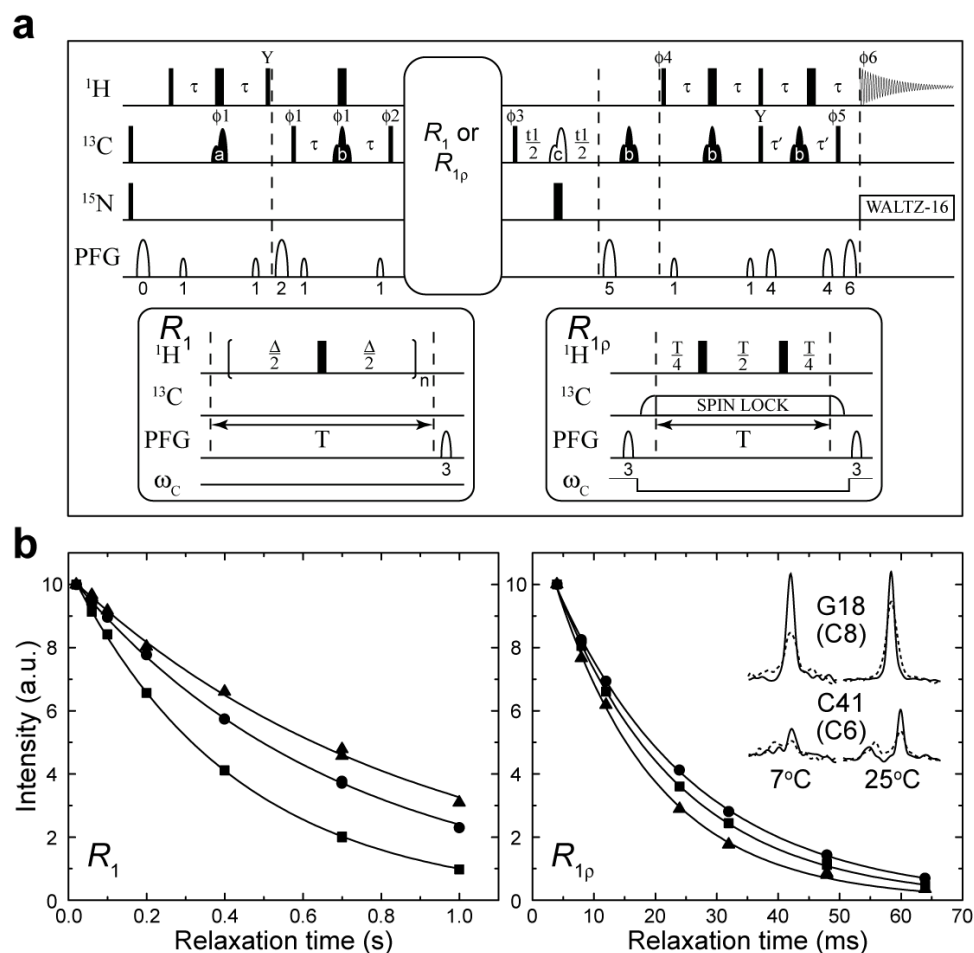 a
Y ϕ4 ϕ6
¹H τ τ τ τ τ τ
ϕ1 ϕ1 ϕ1 ϕ2 R₁ or R₁ρ ϕ3 t1/2 t1/2 Y ϕ5
¹³C a τ b τ c b b τ′ b τ′
¹⁵N WALTZ-16
PFG
0 1 1 2 1 1 5 1 1 4 4 6
R₁
¹H Δ/2 Δ/2 n
¹³C
PFG T
3
ωC
R₁ρ
¹H T/4 T/2 T/4
¹³C SPIN LOCK
PFG T
3 3
ωC
b
Intensity (a.u.)
10
8
6
4
2
0
R₁
0.0 0.2 0.4 0.6 0.8 1.0
Relaxation time (s)
10
8
6
4
2
0
G18
(C8)
C41
(C6)
7°C 25°C
R₁ρ
0 10 20 30 40 50 60 70
Relaxation time (ms)